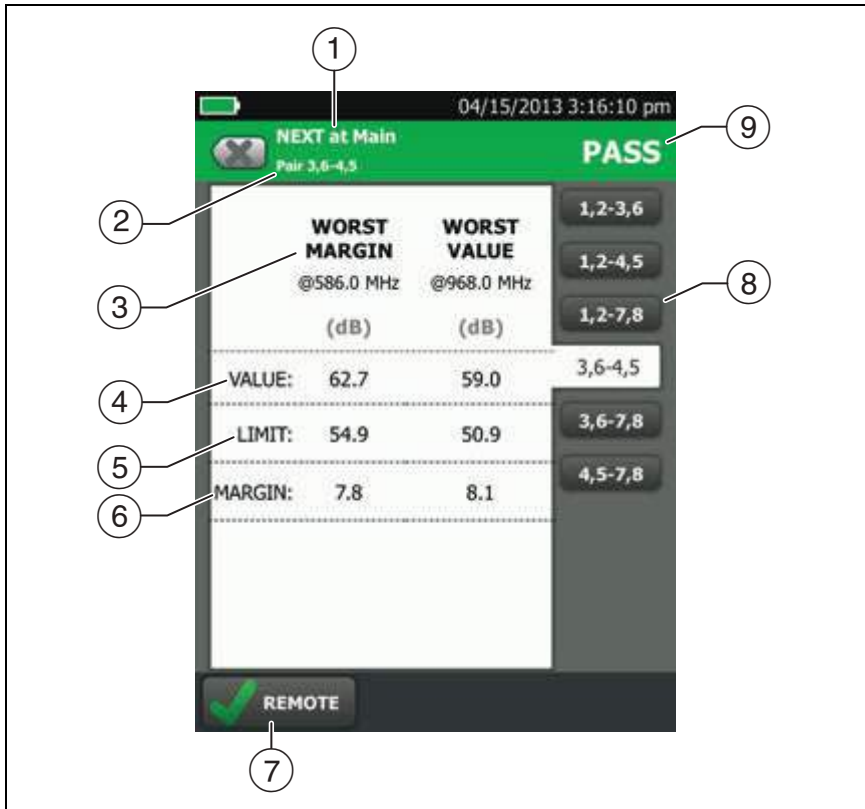 1
04/15/2013 3:16:10 pm
NEXT at Main
PASS
9
Pair 3,6-4,5
2
WORST MARGIN
WORST VALUE
3
@586.0 MHz
@968.0 MHz
(dB)
(dB)
1,2-3,6
1,2-4,5
1,2-7,8
8
3,6-4,5
3,6-7,8
4,5-7,8
4
VALUE: 62.7 59.0
5
LIMIT: 54.9 50.9
6
MARGIN: 7.8 8.1
REMOTE
7